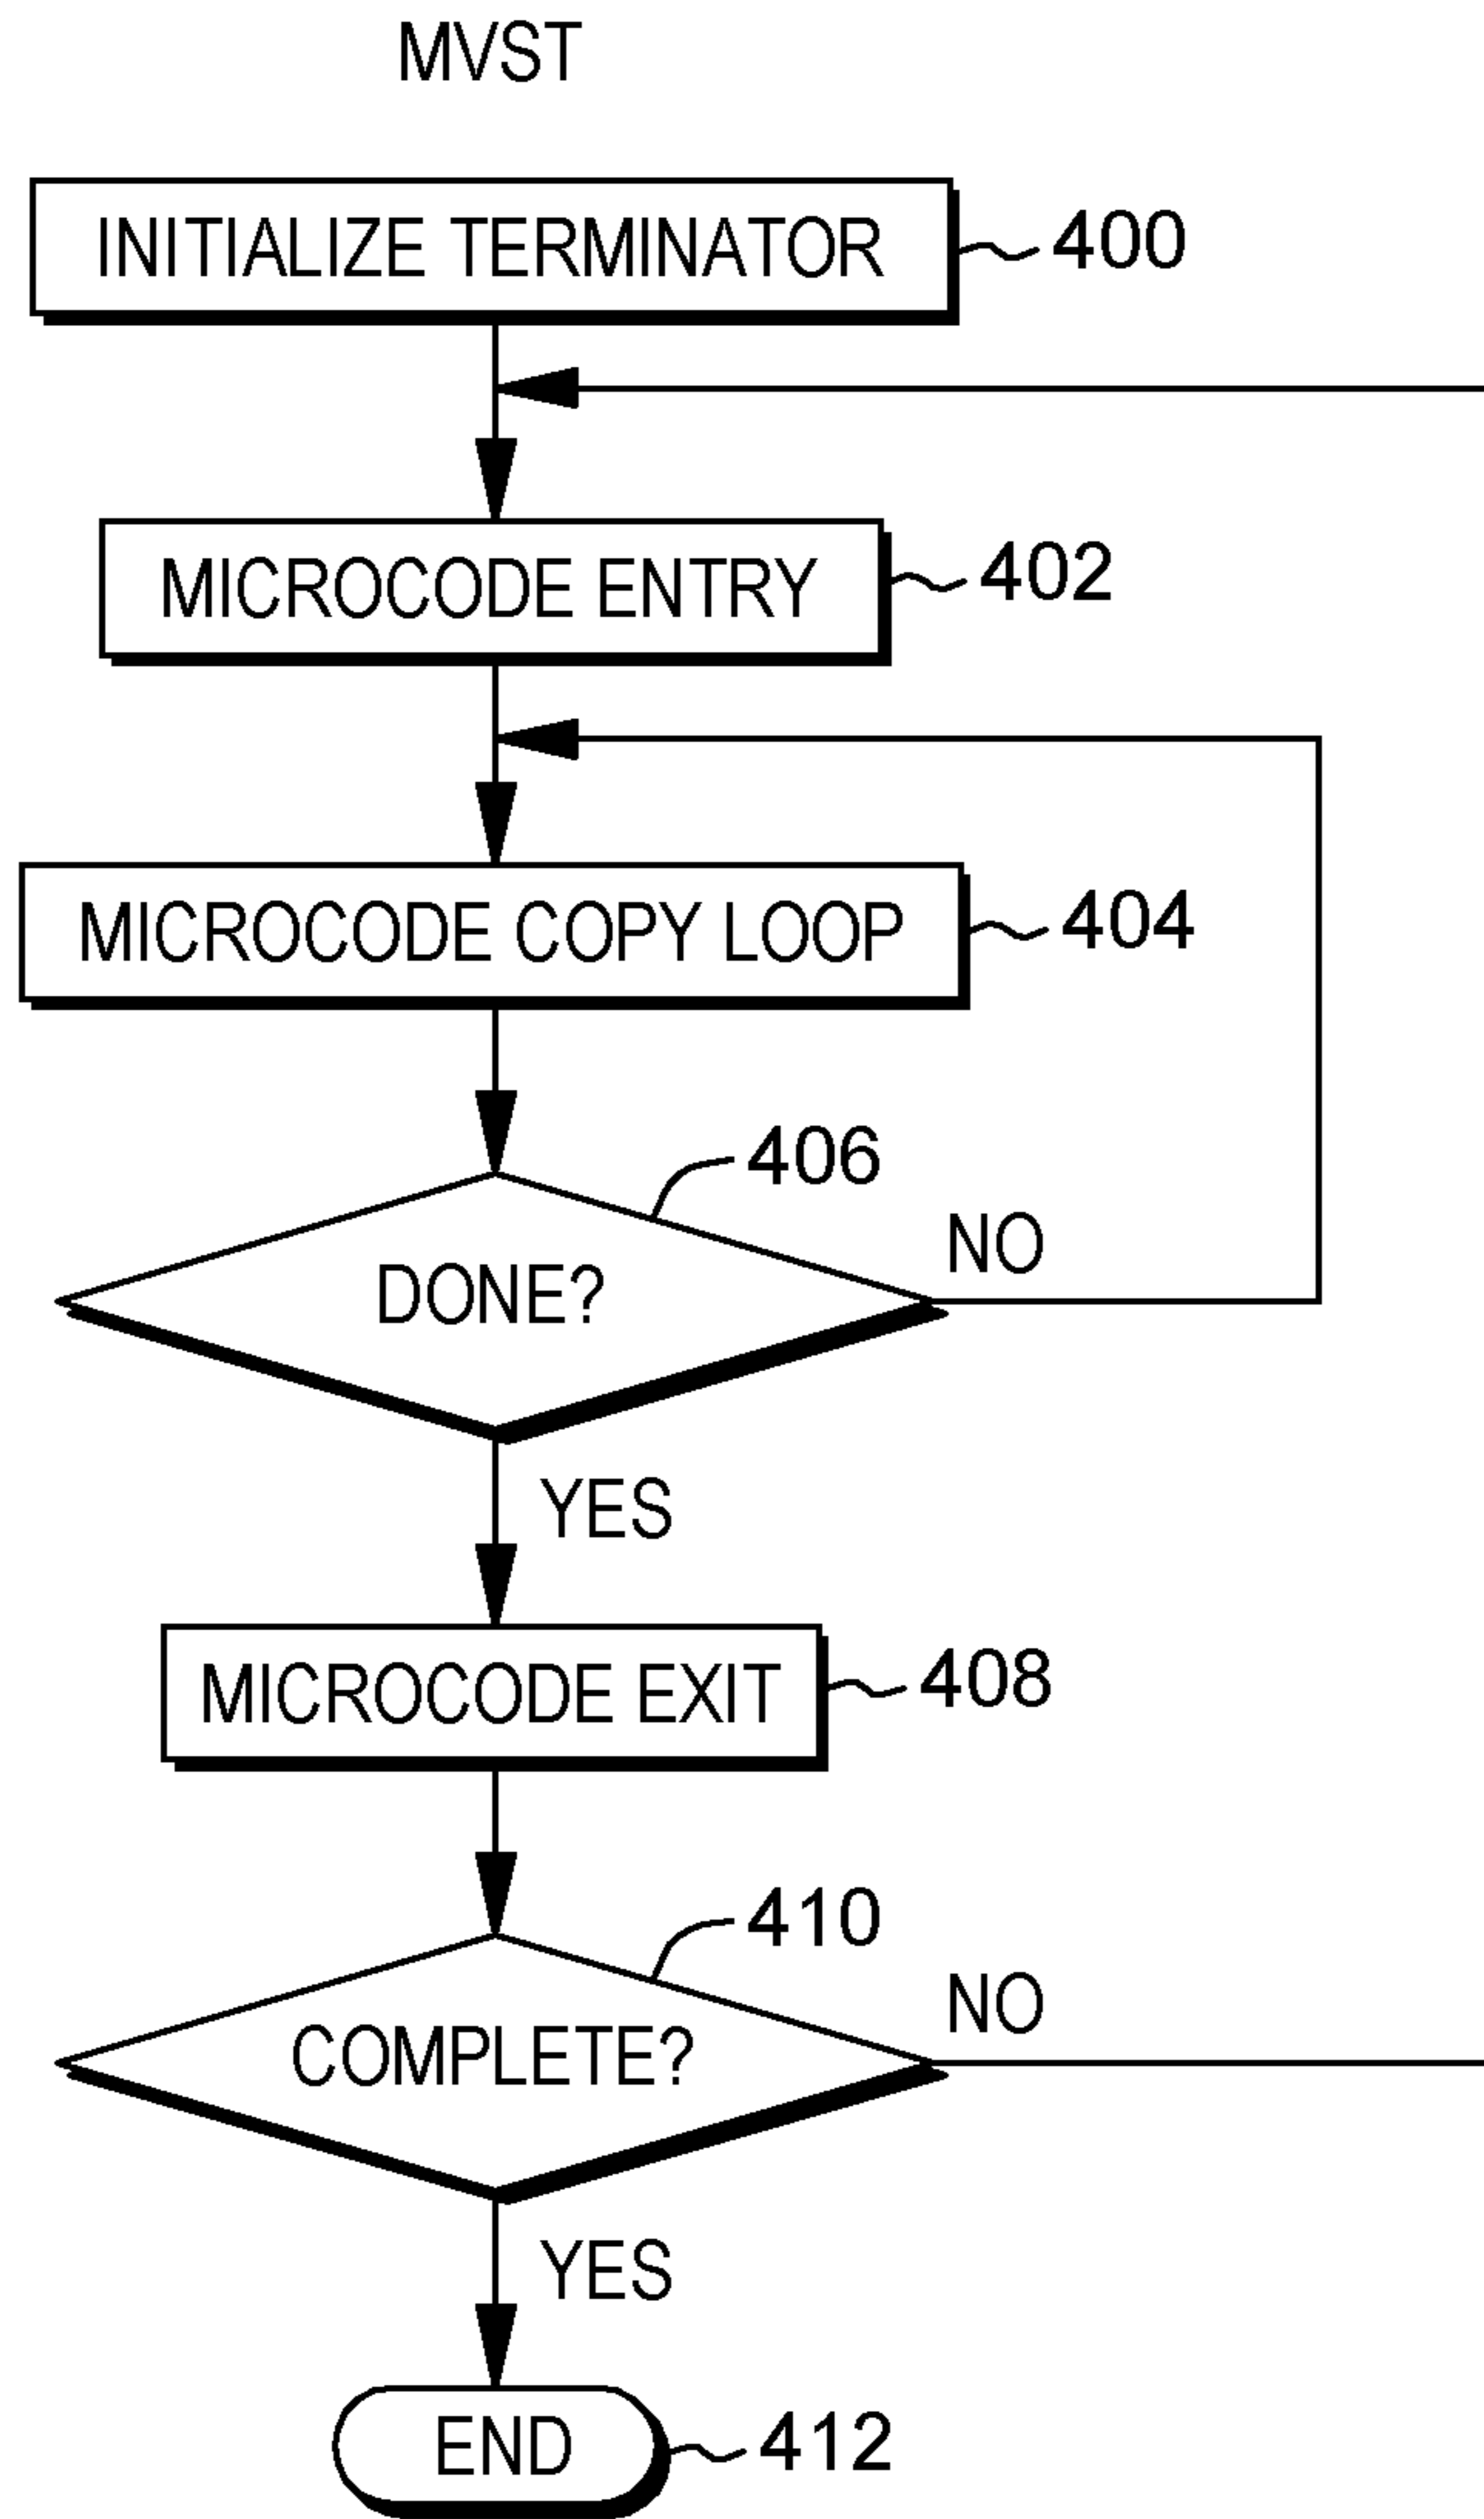 MVST
INITIALIZE TERMINATOR
400
MICROCODE ENTRY
402
MICROCODE COPY LOOP
404
406
DONE?
NO
YES
MICROCODE EXIT
408
410
COMPLETE?
NO
YES
END
412